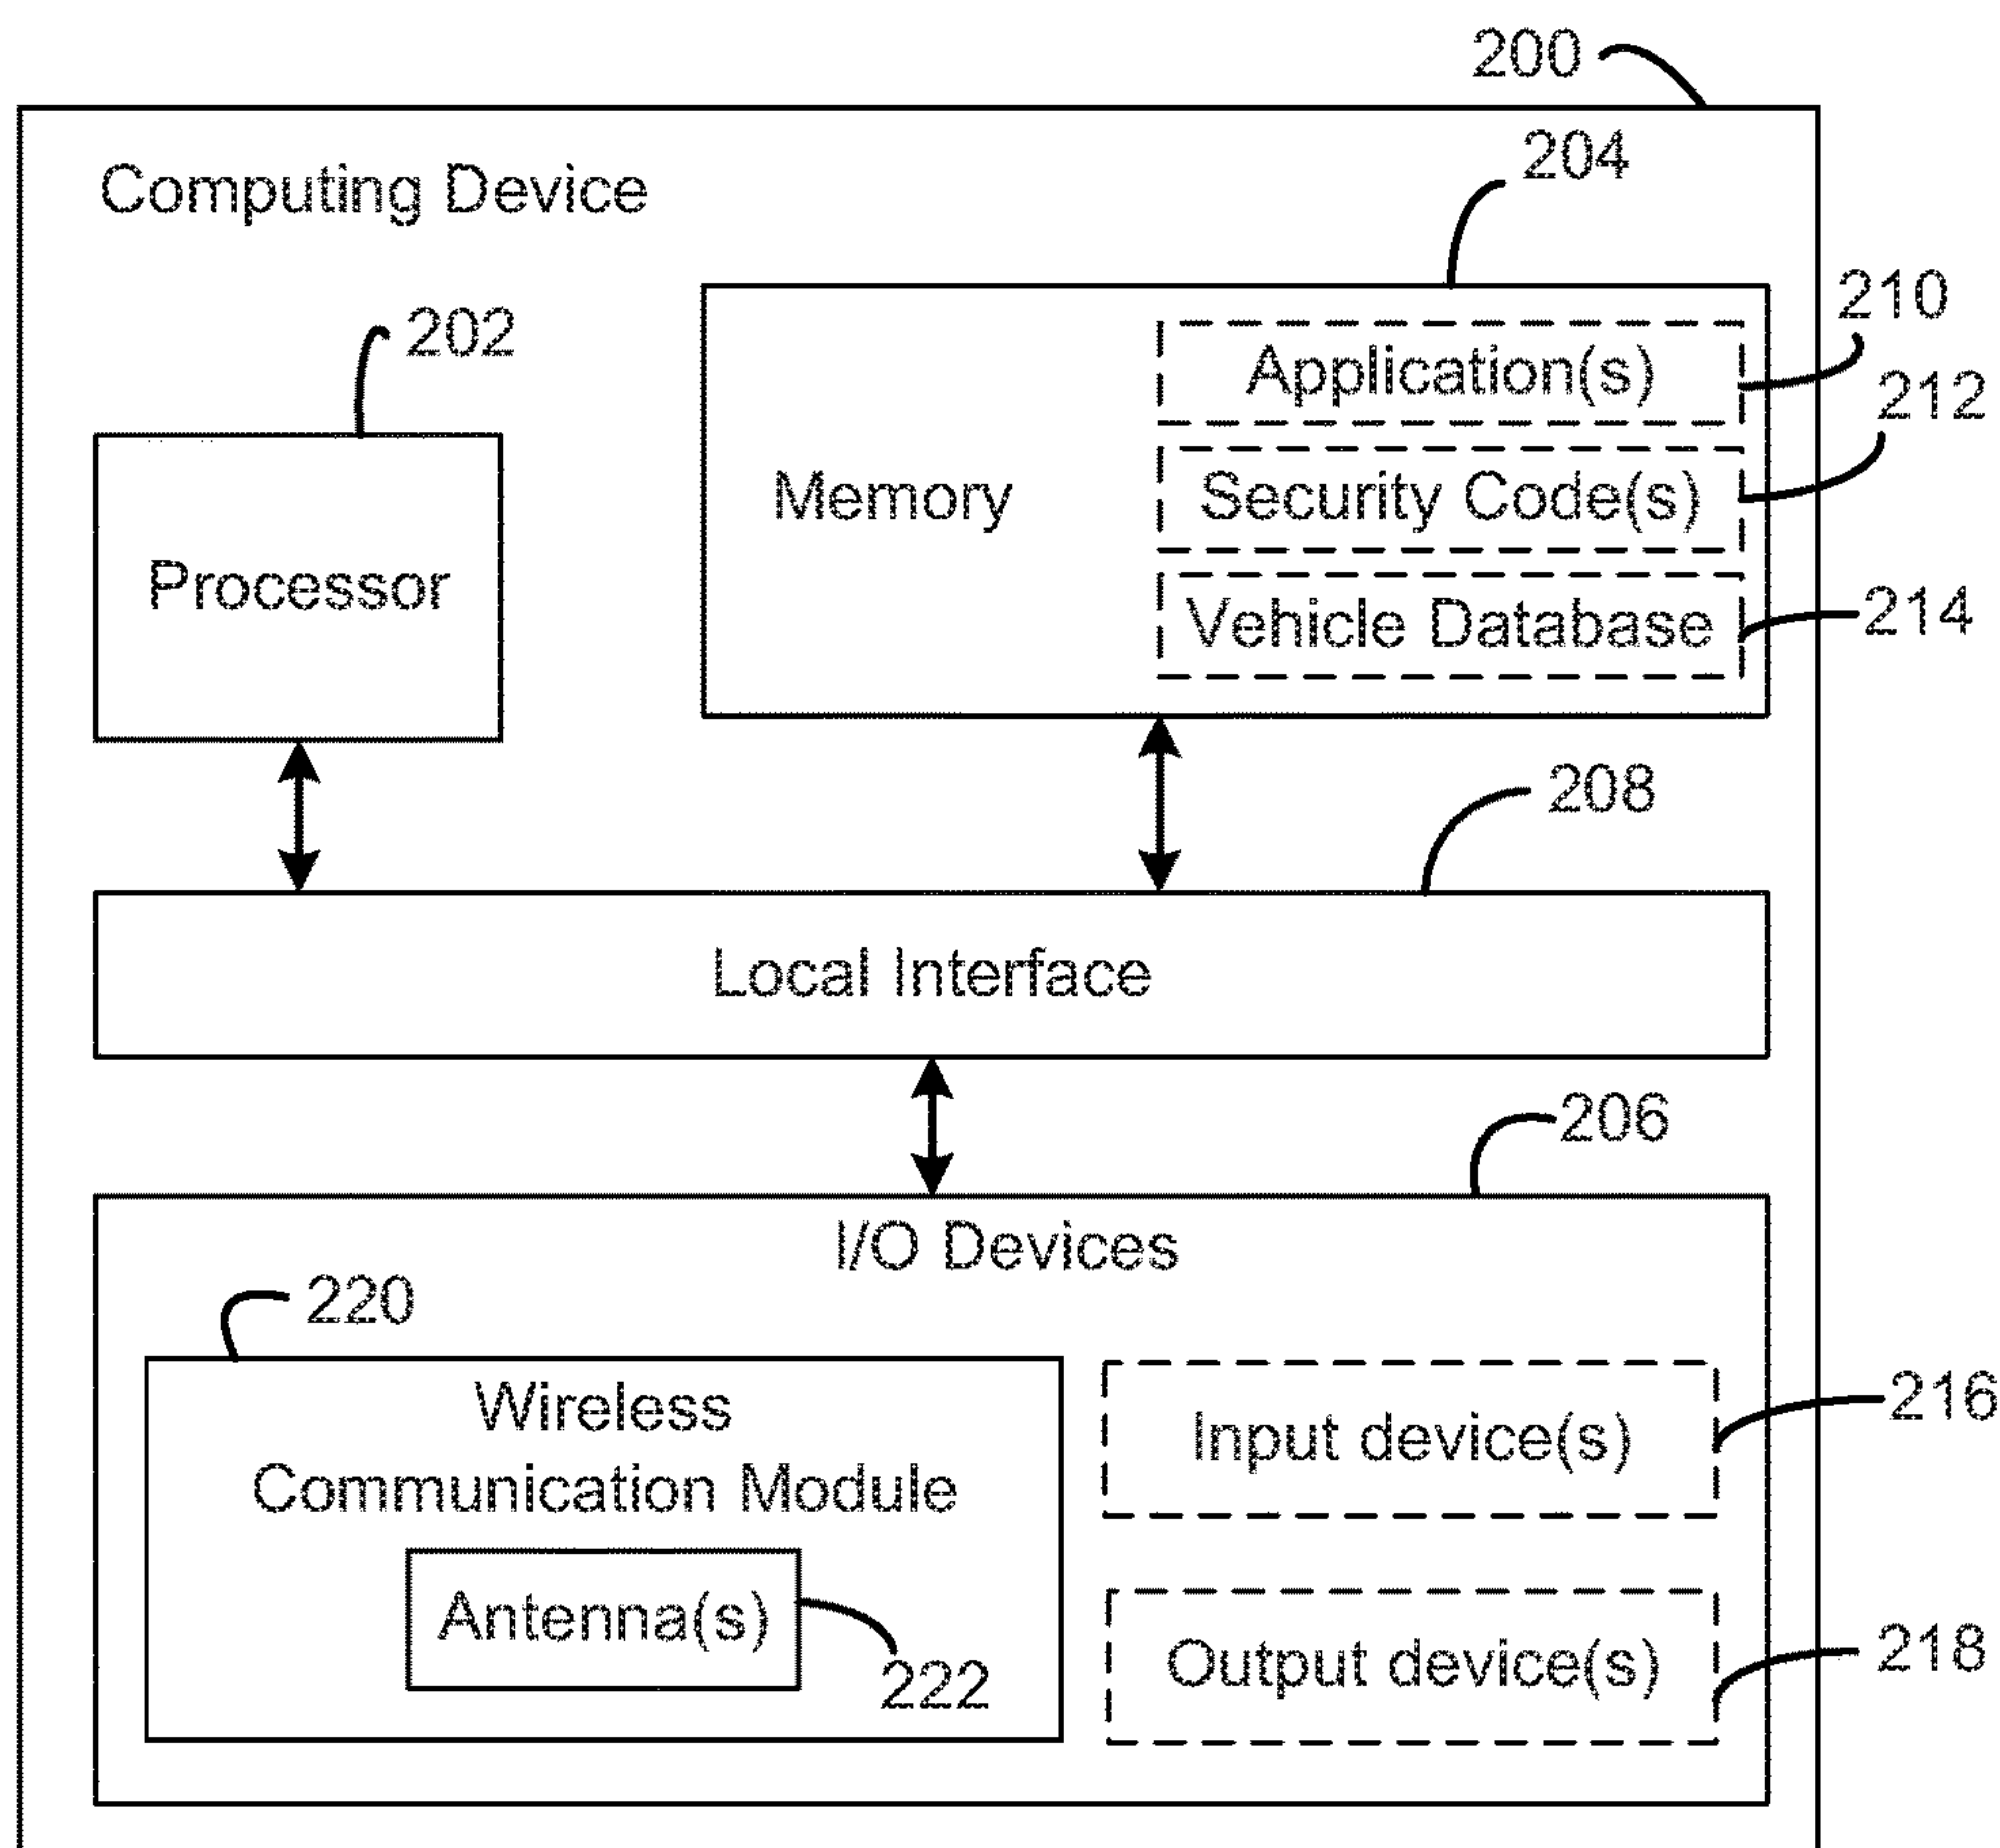 200
Computing Device
204
210
202
Application(s)
212
Memory
Security Code(s)
Processor
Vehicle Database
214
208
Local Interface
206
I/O Devices
220
Wireless
Communication Module
Input device(s)
216
Antenna(s)
222
Output device(s)
218